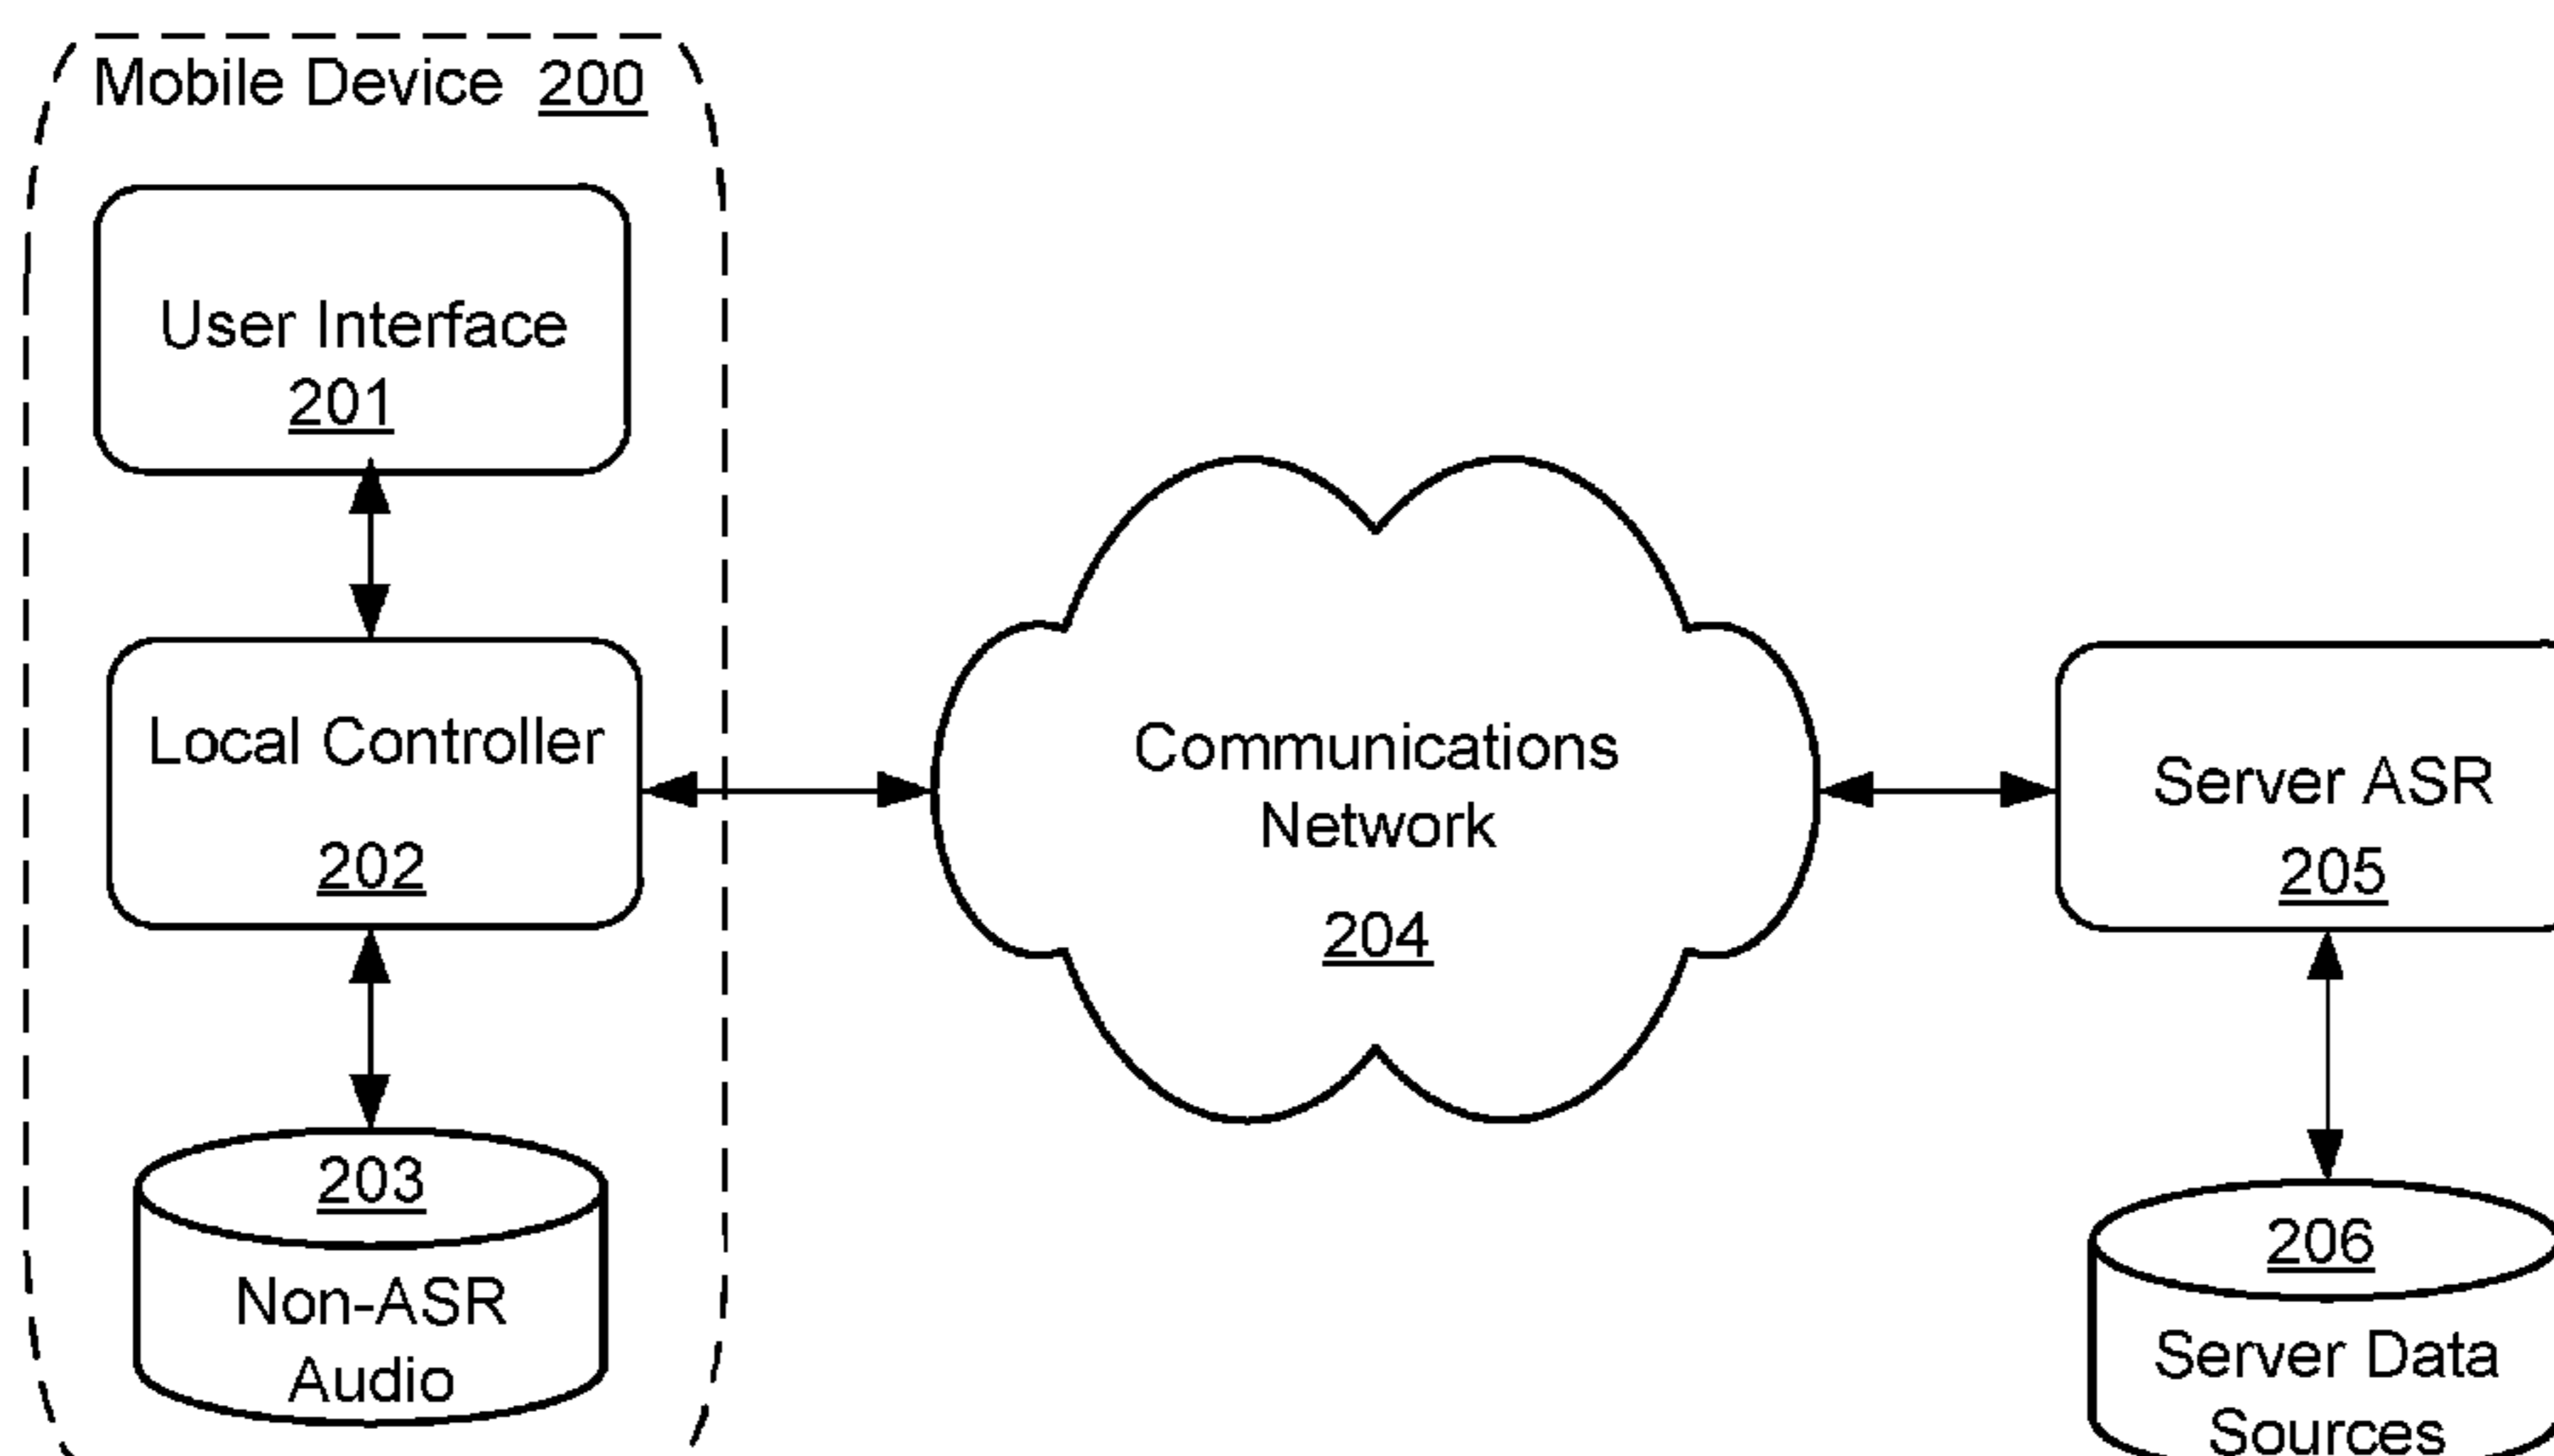 Mobile Device 200
User Interface
201
Local Controller
202
203
Non-ASR
Audio
Communications
Network
204
Server ASR
205
206
Server Data
Sources